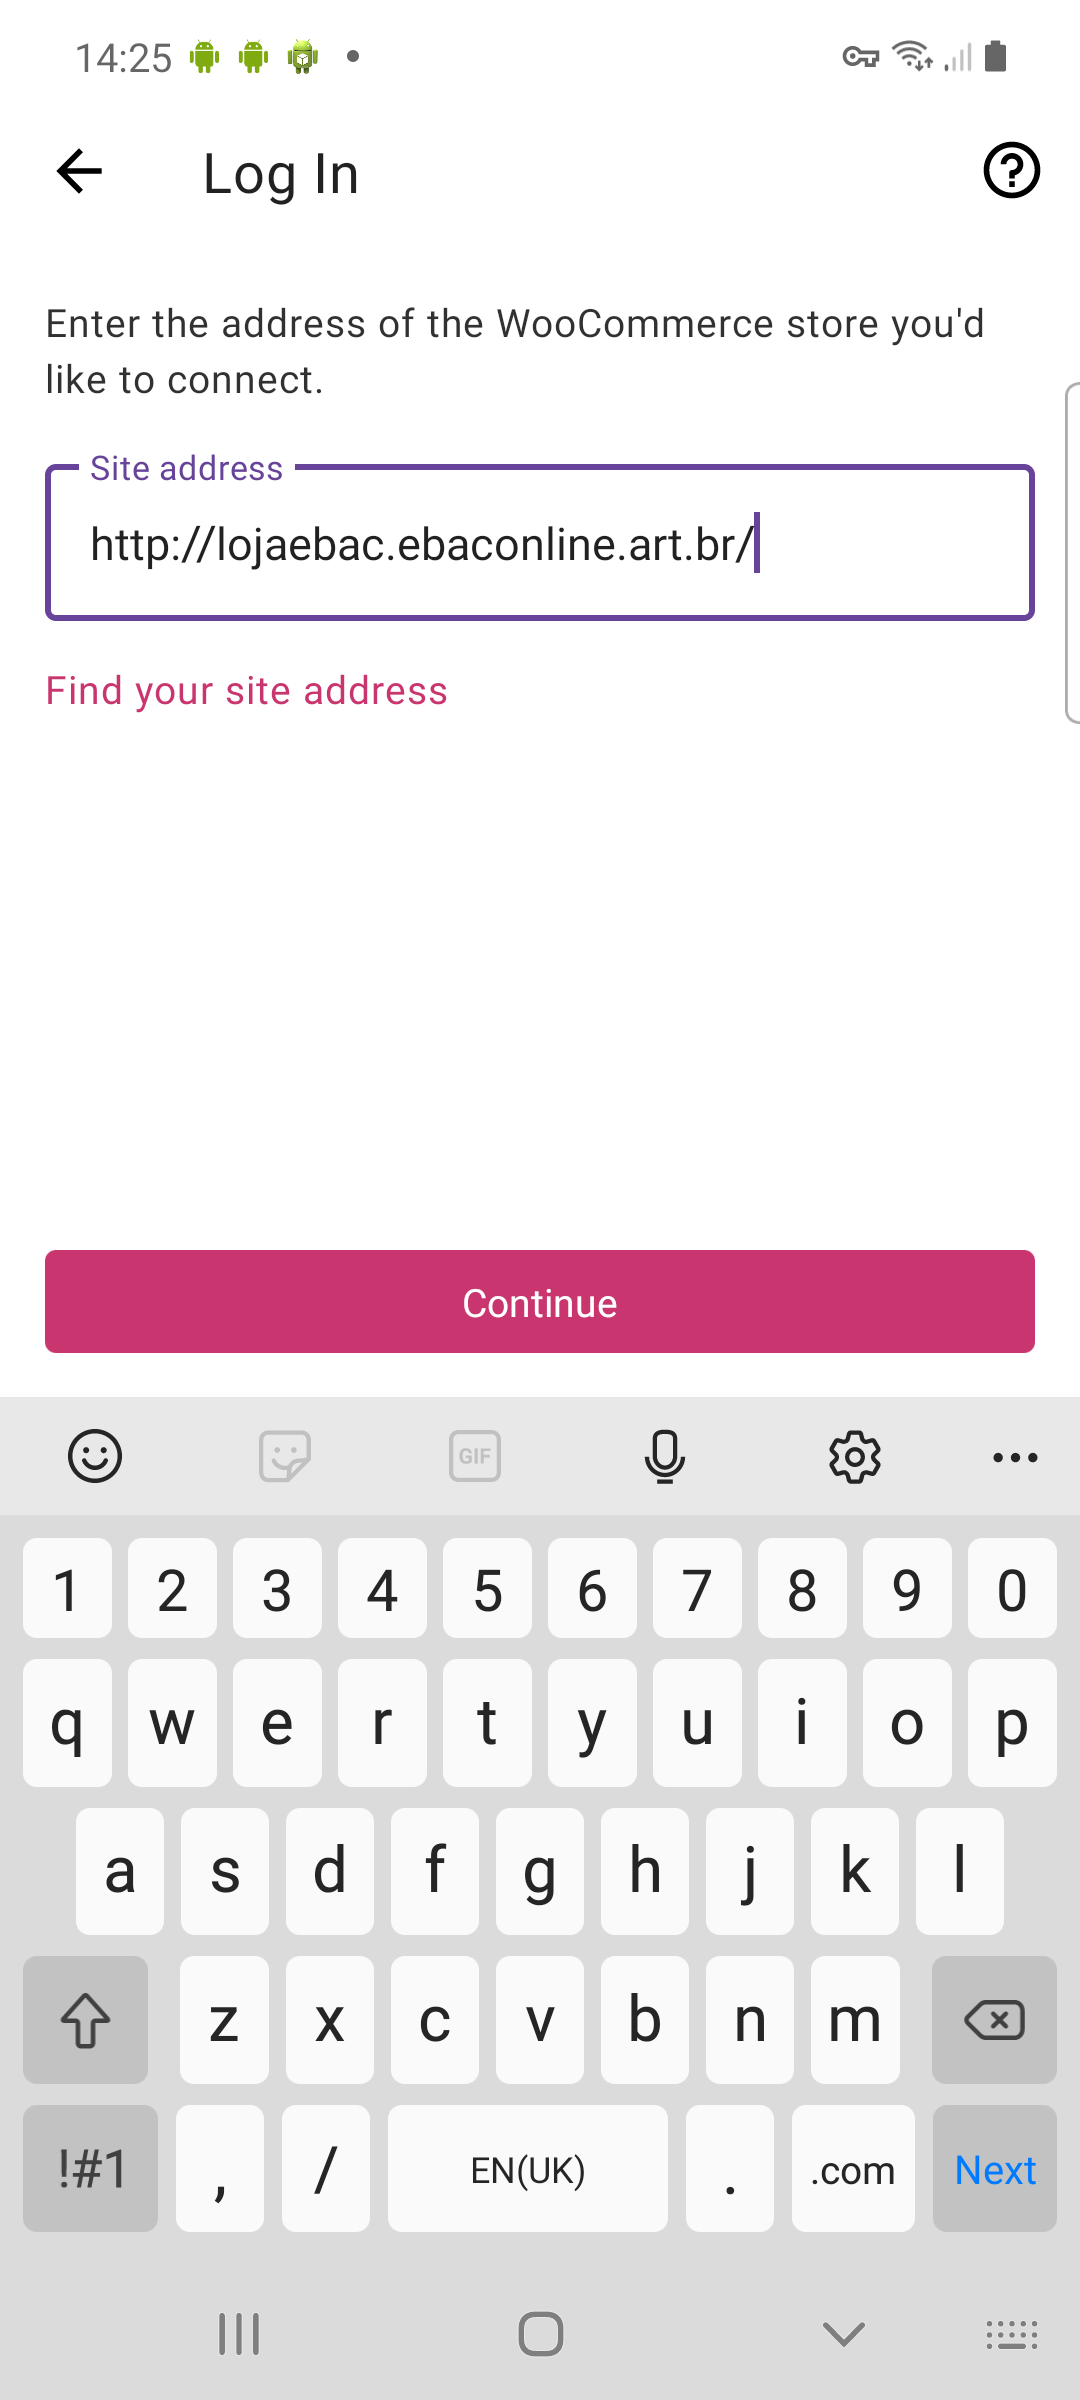 14:25
Log In
Enter the address of the WooCommerce store you'd
like to connect.
Site address
http://lojaebac.ebaconline.art.br/
Find your site address
Continue
GIF
1 2 3 4 5 6 7 8 9 0
q w e r t y u i o p
a s d f g h j k l
z x c v b n m
!#1 , / EN(UK) . .com Next